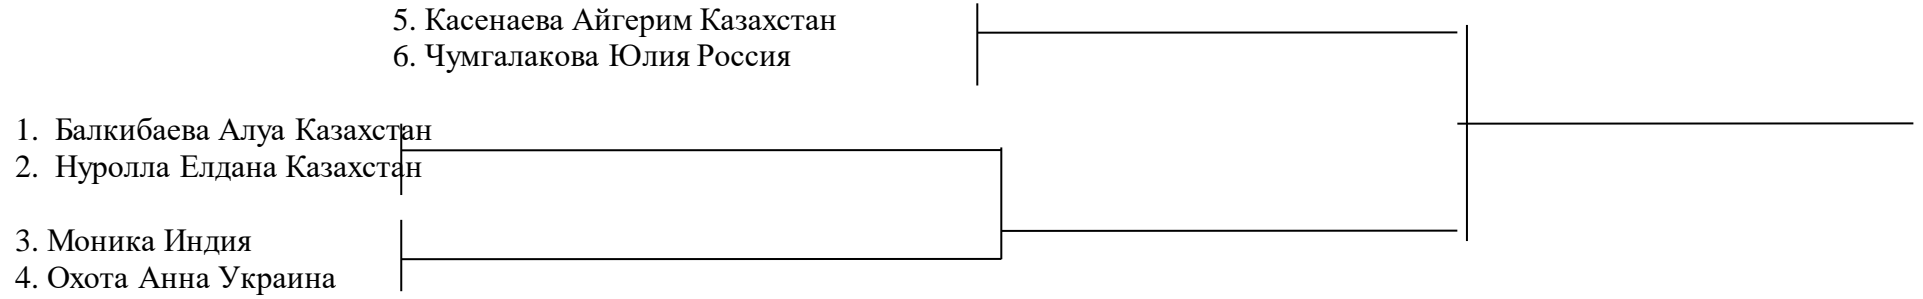 5. Касенаева Айгерим Казахстан
6. Чумгалакова Юлия Россия
1. Балкибаева Алуа Казахстан
2. Нуролла Елдана Казахстан
3. Моника Индия
4. Охота Анна Украина